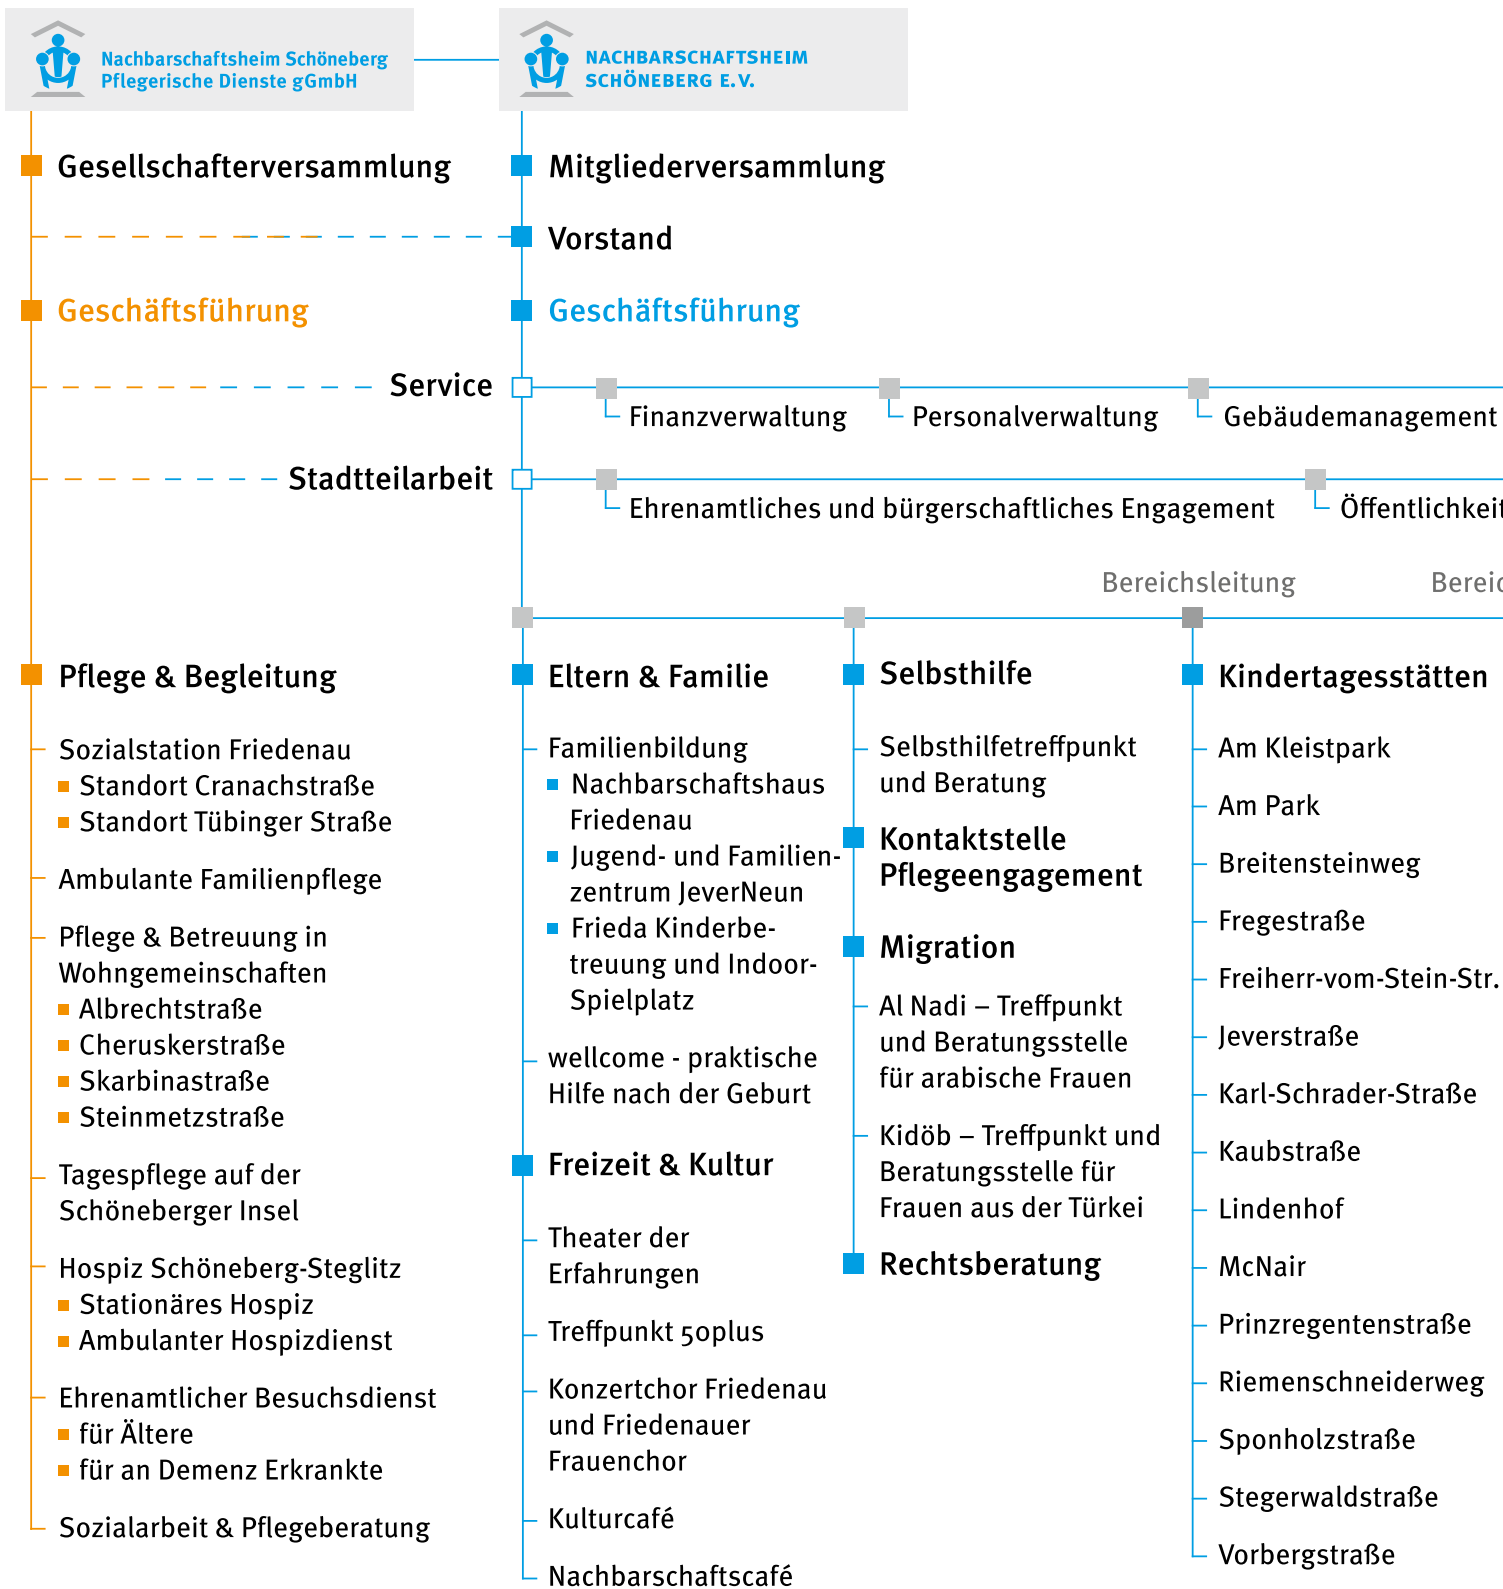 Nachbarschaftsheim Schöneberg
Pflegerische Dienste gGmbH
NACHBARSCHAFTSHEIM
SCHÖNEBERG E.V.
Gesellschafterversammlung
Mitgliederversammlung
Vorstand
Geschäftsführung
Geschäftsführung
Service
Finanzverwaltung
Personalverwaltung
Gebäudemanagement
Stadtteilarbeit
Ehrenamtliches und bürgerschaftliches Engagement
Öffentlichkeit
Bereichsleitung
Bereic
Pflege & Begleitung
Sozialstation Friedenau
Standort Cranachstraße
Standort Tübinger Straße
Ambulante Familienpflege
Pflege & Betreuung in
Wohngemeinschaften
Albrechtstraße
Cheruskerstraße
Skarbinastraße
Steinmetzstraße
Tagespflege auf der
Schöneberger Insel
Hospiz Schöneberg-Steglitz
Stationäres Hospiz
Ambulanter Hospizdienst
Ehrenamtlicher Besuchsdienst
für Ältere
für an Demenz Erkrankte
Sozialarbeit & Pflegeberatung
Eltern & Familie
Familienbildung
Nachbarschaftshaus
Friedenau
Jugend- und Familien-
zentrum JeverNeun
Frieda Kinderbe-
treuung und Indoor-
Spielplatz
wellcome - praktische
Hilfe nach der Geburt
Freizeit & Kultur
Theater der
Erfahrungen
Treffpunkt 50plus
Konzertchor Friedenau
und Friedenauer
Frauenchor
Kulturcafé
Nachbarschaftscafé
Selbsthilfe
Selbsthilfetreffpunkt
und Beratung
Kontaktstelle
Pflegeengagement
Migration
Al Nadi – Treffpunkt
und Beratungsstelle
für arabische Frauen
Kidöb – Treffpunkt und
Beratungsstelle für
Frauen aus der Türkei
Rechtsberatung
Kindertagesstätten
Am Kleistpark
Am Park
Breitensteinweg
Fregestraße
Freiherr-vom-Stein-Str.
Jeverstraße
Karl-Schrader-Straße
Kaubstraße
Lindenhof
McNair
Prinzregentenstraße
Riemenschneiderweg
Sponholzstraße
Stegerwaldstraße
Vorbergstraße